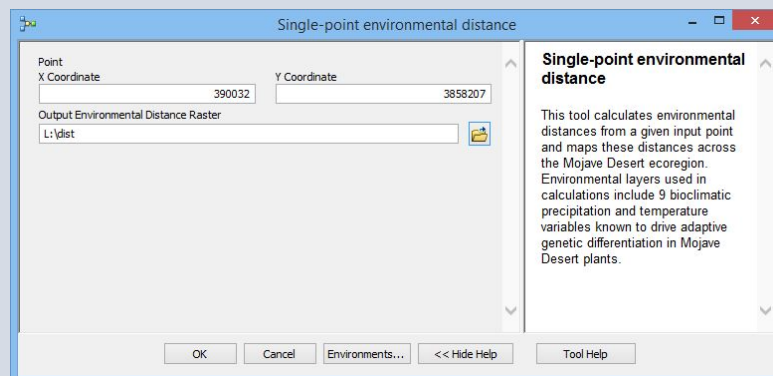 Single-point environmental distance
Point
X Coordinate
Y Coordinate
390032
3858207
Output Environmental Distance Raster
L:\dist
Single-point environmental
distance
This tool calculates environmental
distances from a given input point
and maps these distances across
the Mojave Desert ecoregion.
Environmental layers used in
calculations include 9 bioclimatic
precipitation and temperature
variables known to drive adaptive
genetic differentiation in Mojave
Desert plants.
OK
Cancel
Environments...
<< Hide Help
Tool Help